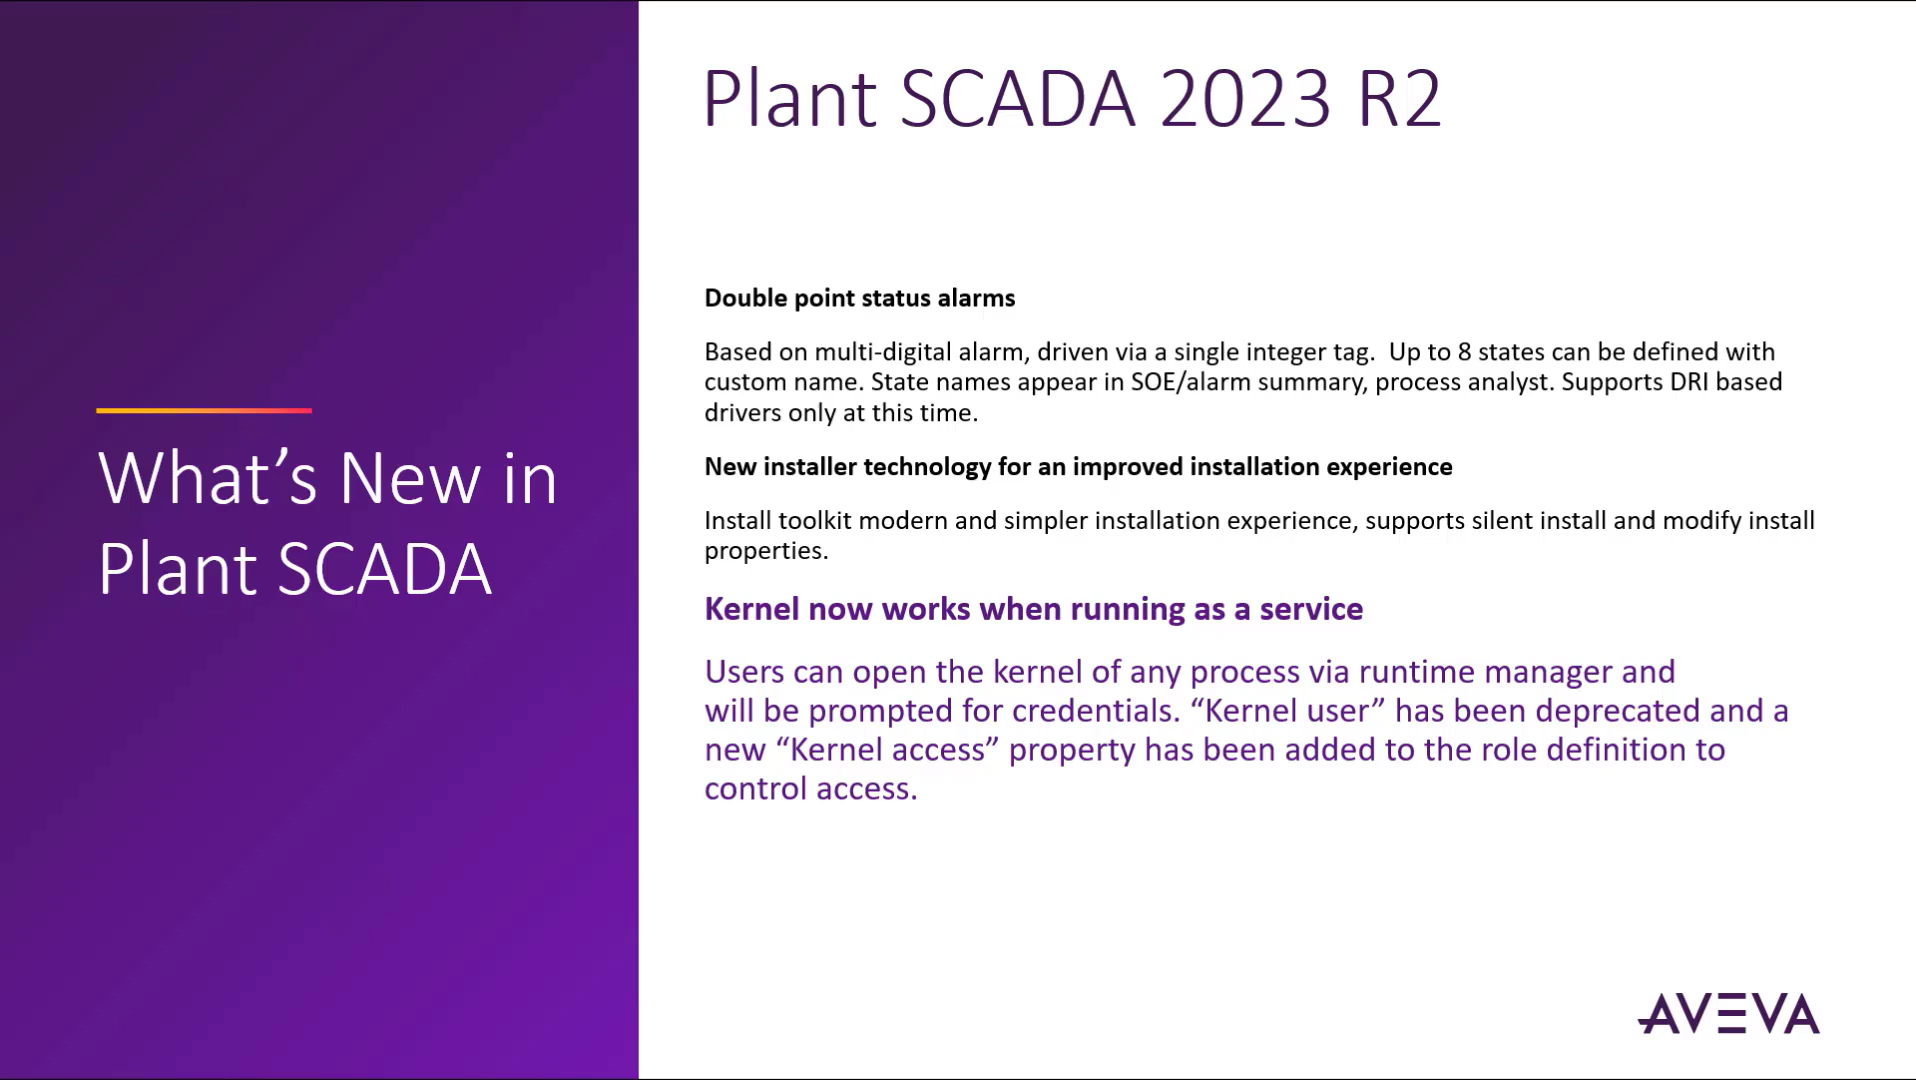 What's New in
Plant SCADA
Plant SCADA 2023 R2
Double point status alarms
Based on multi-digital alarm, driven via a single integer tag.  Up to 8 states can be defined with
custom name. State names appear in SOE/alarm summary, process analyst. Supports DRI based
drivers only at this time.
New installer technology for an improved installation experience
Install toolkit modern and simpler installation experience, supports silent install and modify install
properties.
Kernel now works when running as a service
Users can open the kernel of any process via runtime manager and
will be prompted for credentials. “Kernel user” has been deprecated and a
new “Kernel access” property has been added to the role definition to
control access.
AVEVA